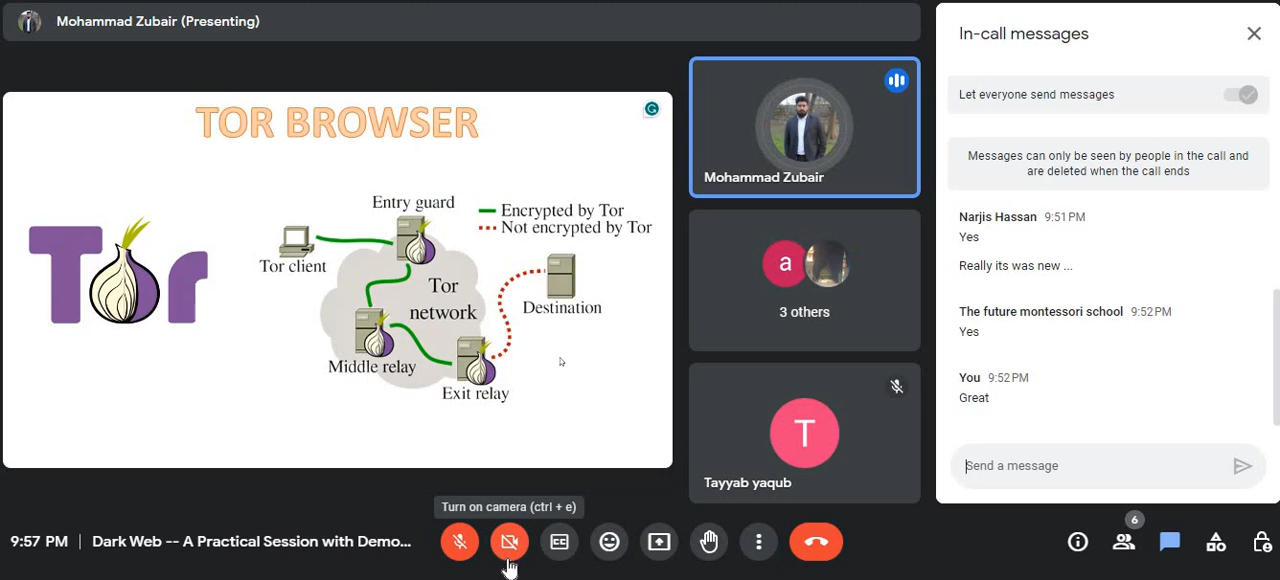 Mohammad Zubair (Presenting)
TOR BROWSER
Tor
Entry guard
Encrypted by Tor
Not encrypted by Tor
Tor client
Tor
network
Destination
Middle relay
Exit relay
Mohammad Zubair
a
3 others
T
Tayyab yaqub
In-call messages
Let everyone send messages
Messages can only be seen by people in the call and
are deleted when the call ends
Narjis Hassan 9:51 PM
Yes
Really its was new ...
The future montessori school 9:52 PM
Yes
You 9:52 PM
Great
Send a message
Turn on camera (ctrl + e)
9:57 PM | Dark Web -- A Practical Session with Demo...
CC
6